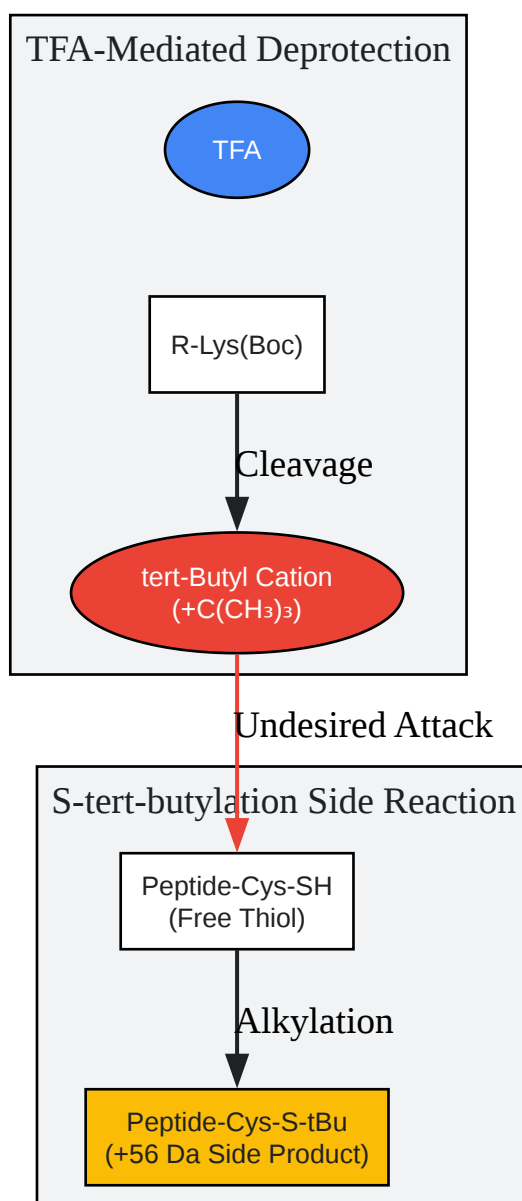 TFA-Mediated Deprotection
TFA
R-Lys(Boc)
Cleavage
tert-Butyl Cation
(+C(CH₃)₃)
Undesired Attack
S-tert-butylation Side Reaction
Peptide-Cys-SH
(Free Thiol)
Alkylation
Peptide-Cys-S-tBu
(+56 Da Side Product)